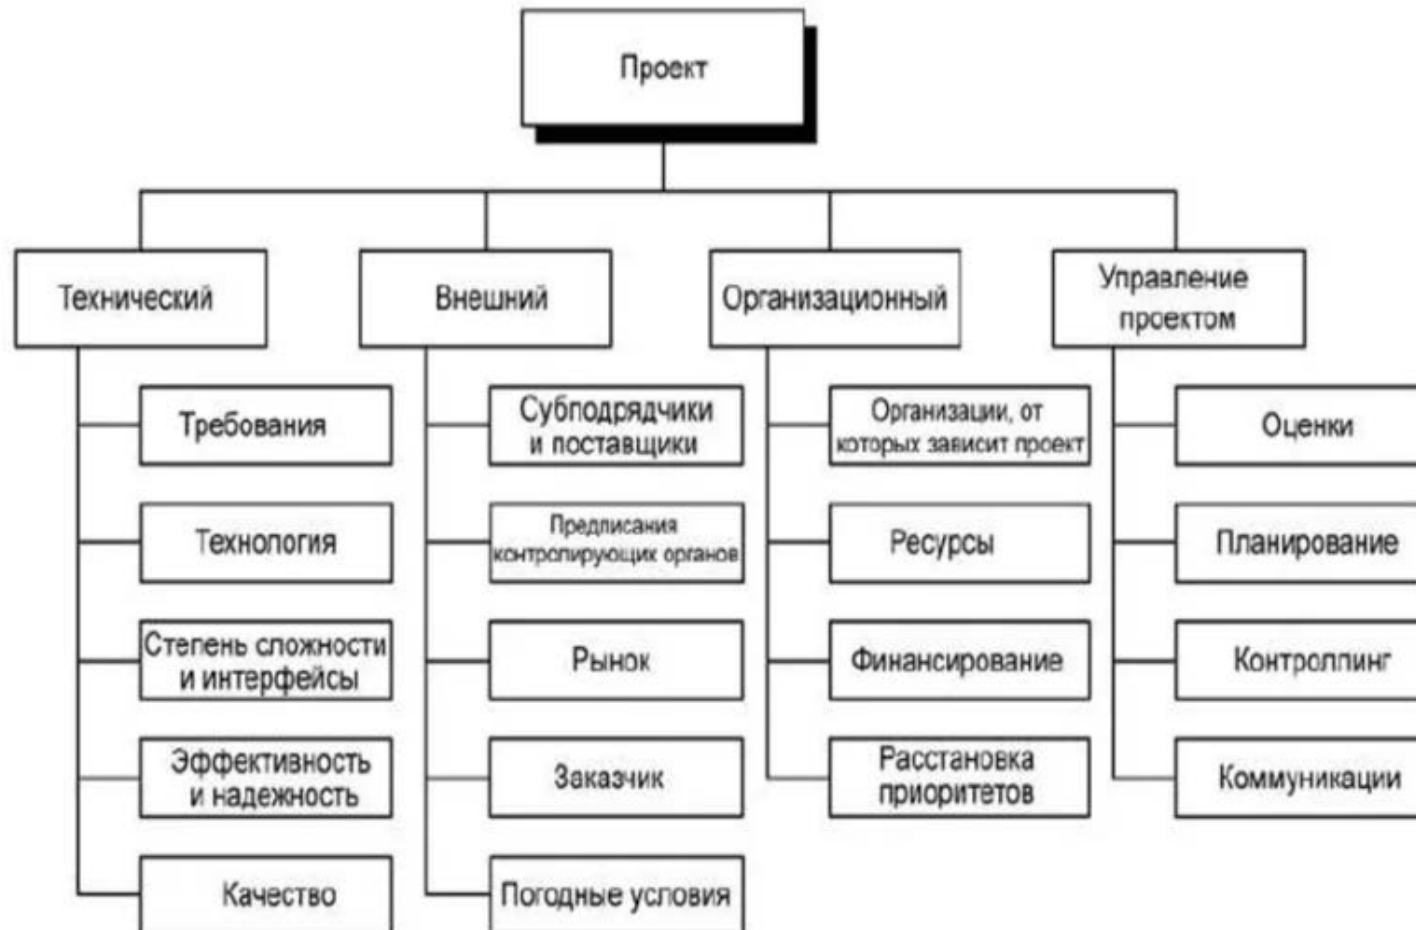 Проект
Технический
Внешний
Организационный
Управление
проектом
Требования
Технология
Степень сложности
и интерфейсы
Эффективность
и надежность
Качество
Субподрядчики
и поставщики
Предписания
контролирующих органов
Рынок
Заказчик
Погодные условия
Организации, от
которых зависит проект
Ресурсы
Финансирование
Расстановка
приоритетов
Оценки
Планирование
Контроллинг
Коммуникации